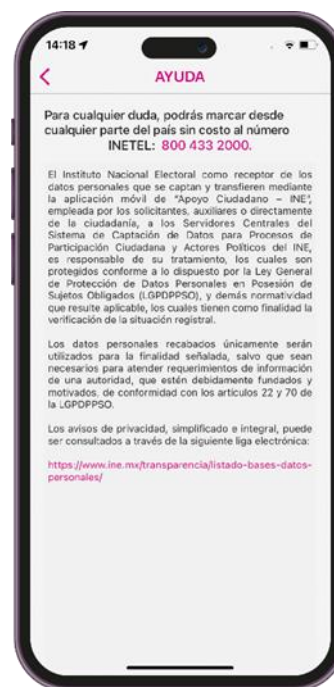 14:18
AYUDA
Para cualquier duda, podrás marcar desde
cualquier parte del país sin costo al número
INETEL: 800 433 2000.
El Instituto Nacional Electoral como receptor de los
datos personales que se captan y transfieren mediante
la aplicación móvil de “Apoyo Ciudadano – INE”,
empleada por los solicitantes, auxiliares o directamente
de la ciudadanía, a los Servidores Centrales del
Sistema de Captación de Datos para Procesos de
Participación Ciudadana y Actores Políticos del INE,
es responsable de su tratamiento, los cuales son
protegidos conforme a lo dispuesto por la Ley General
de Protección de Datos Personales en Posesión de
Sujetos Obligados (LGPDPPSO), y demás normatividad
que resulte aplicable, los cuales tienen como finalidad la
verificación de la situación registral.
Los datos personales recabados únicamente serán
utilizados para la finalidad señalada, salvo que sean
necesarios para atender requerimientos de información
de una autoridad, que estén debidamente fundados y
motivados, de conformidad con los artículos 22 y 70 de
la LGPDPPSO.
Los avisos de privacidad, simplificado e integral, puede
ser consultados a través de la siguiente liga electrónica:
https://www.ine.mx/transparencia/listado-bases-datos-
personales/